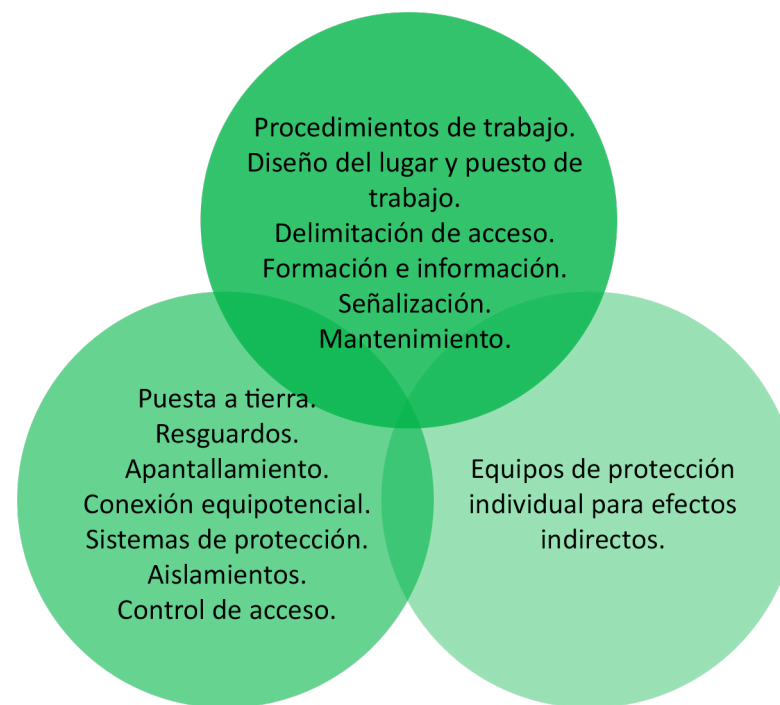 Procedimientos de trabajo.
Diseño del lugar y puesto de
trabajo.
Delimitación de acceso.
Formación e información.
Señalización.
Mantenimiento.
Puesta a tierra.
Resguardos.
Apantallamiento.
Conexión equipotencial.
Sistemas de protección.
Aislamientos.
Control de acceso.
Equipos de protección
individual para efectos
indirectos.